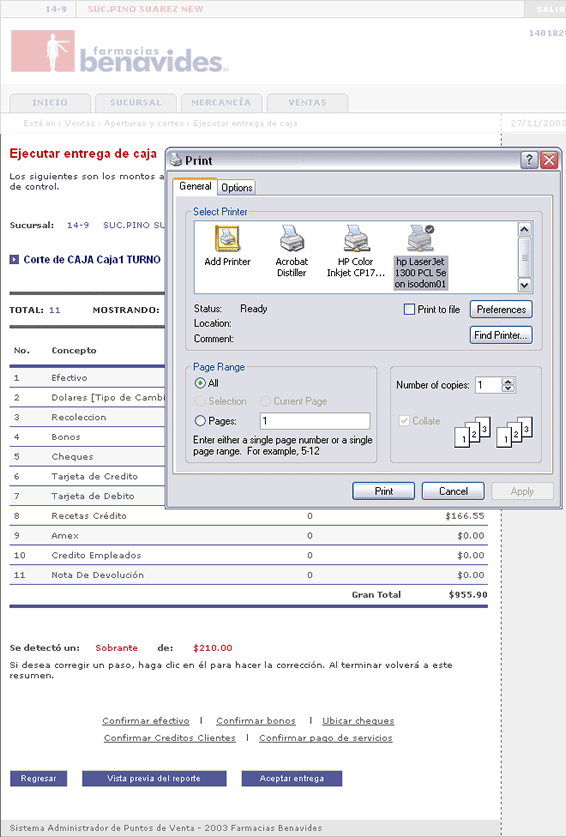 14-9 SUC.PINO SUAREZ NEW SALIR
farmacias
benavides
INICIO SUCURSAL MERCANCÍA VENTAS
Está en : Ventas : Aperturas y cortes : Ejecutar entrega de caja 27/11/2003
Ejecutar entrega de caja
Los siguientes son los montos a
de control.
Sucursal: 14-9 SUC.PINO SU
Corte de CAJA Caja1 TURNO
TOTAL: 11 MOSTRANDO:
No. Concepto
1 Efectivo
2 Dolares [Tipo de Cambi
3 Recoleccion
4 Bonos
5 Cheques
6 Tarjeta de Credito
7 Tarjeta de Debito
Print
General Options
Select Printer
Add Printer
Acrobat
Distiller
HP Color
Inkjet CP17...
hp LaserJet
1300 PCL 5e
on isodom01
Status: Ready
Location:
Comment:
Print to file
Preferences
Find Printer...
Page Range
All
Selection Current Page
Pages: 1
Enter either a single page number or a single
page range. For example, 5-12
Number of copies: 1
Collate
1 2 3 1 2 3
Print Cancel Apply
8 Recetas Crédito 0 $166.55
9 Amex 0 $0.00
10 Credito Empleados 0 $0.00
11 Nota De Devolución 0 $0.00
Gran Total $955.90
Se detectó un: Sobrante de: $210.00
Si desea corregir un paso, haga clic en él para hacer la corrección. Al terminar volverá a este
resumen.
Confirmar efectivo | Confirmar bonos | Ubicar cheques
Confirmar Creditos Clientes | Confirmar pago de servicios
Regresar Vista previa del reporte Aceptar entrega
Sistema Administrador de Puntos de Venta - 2003 Farmacias Benavides